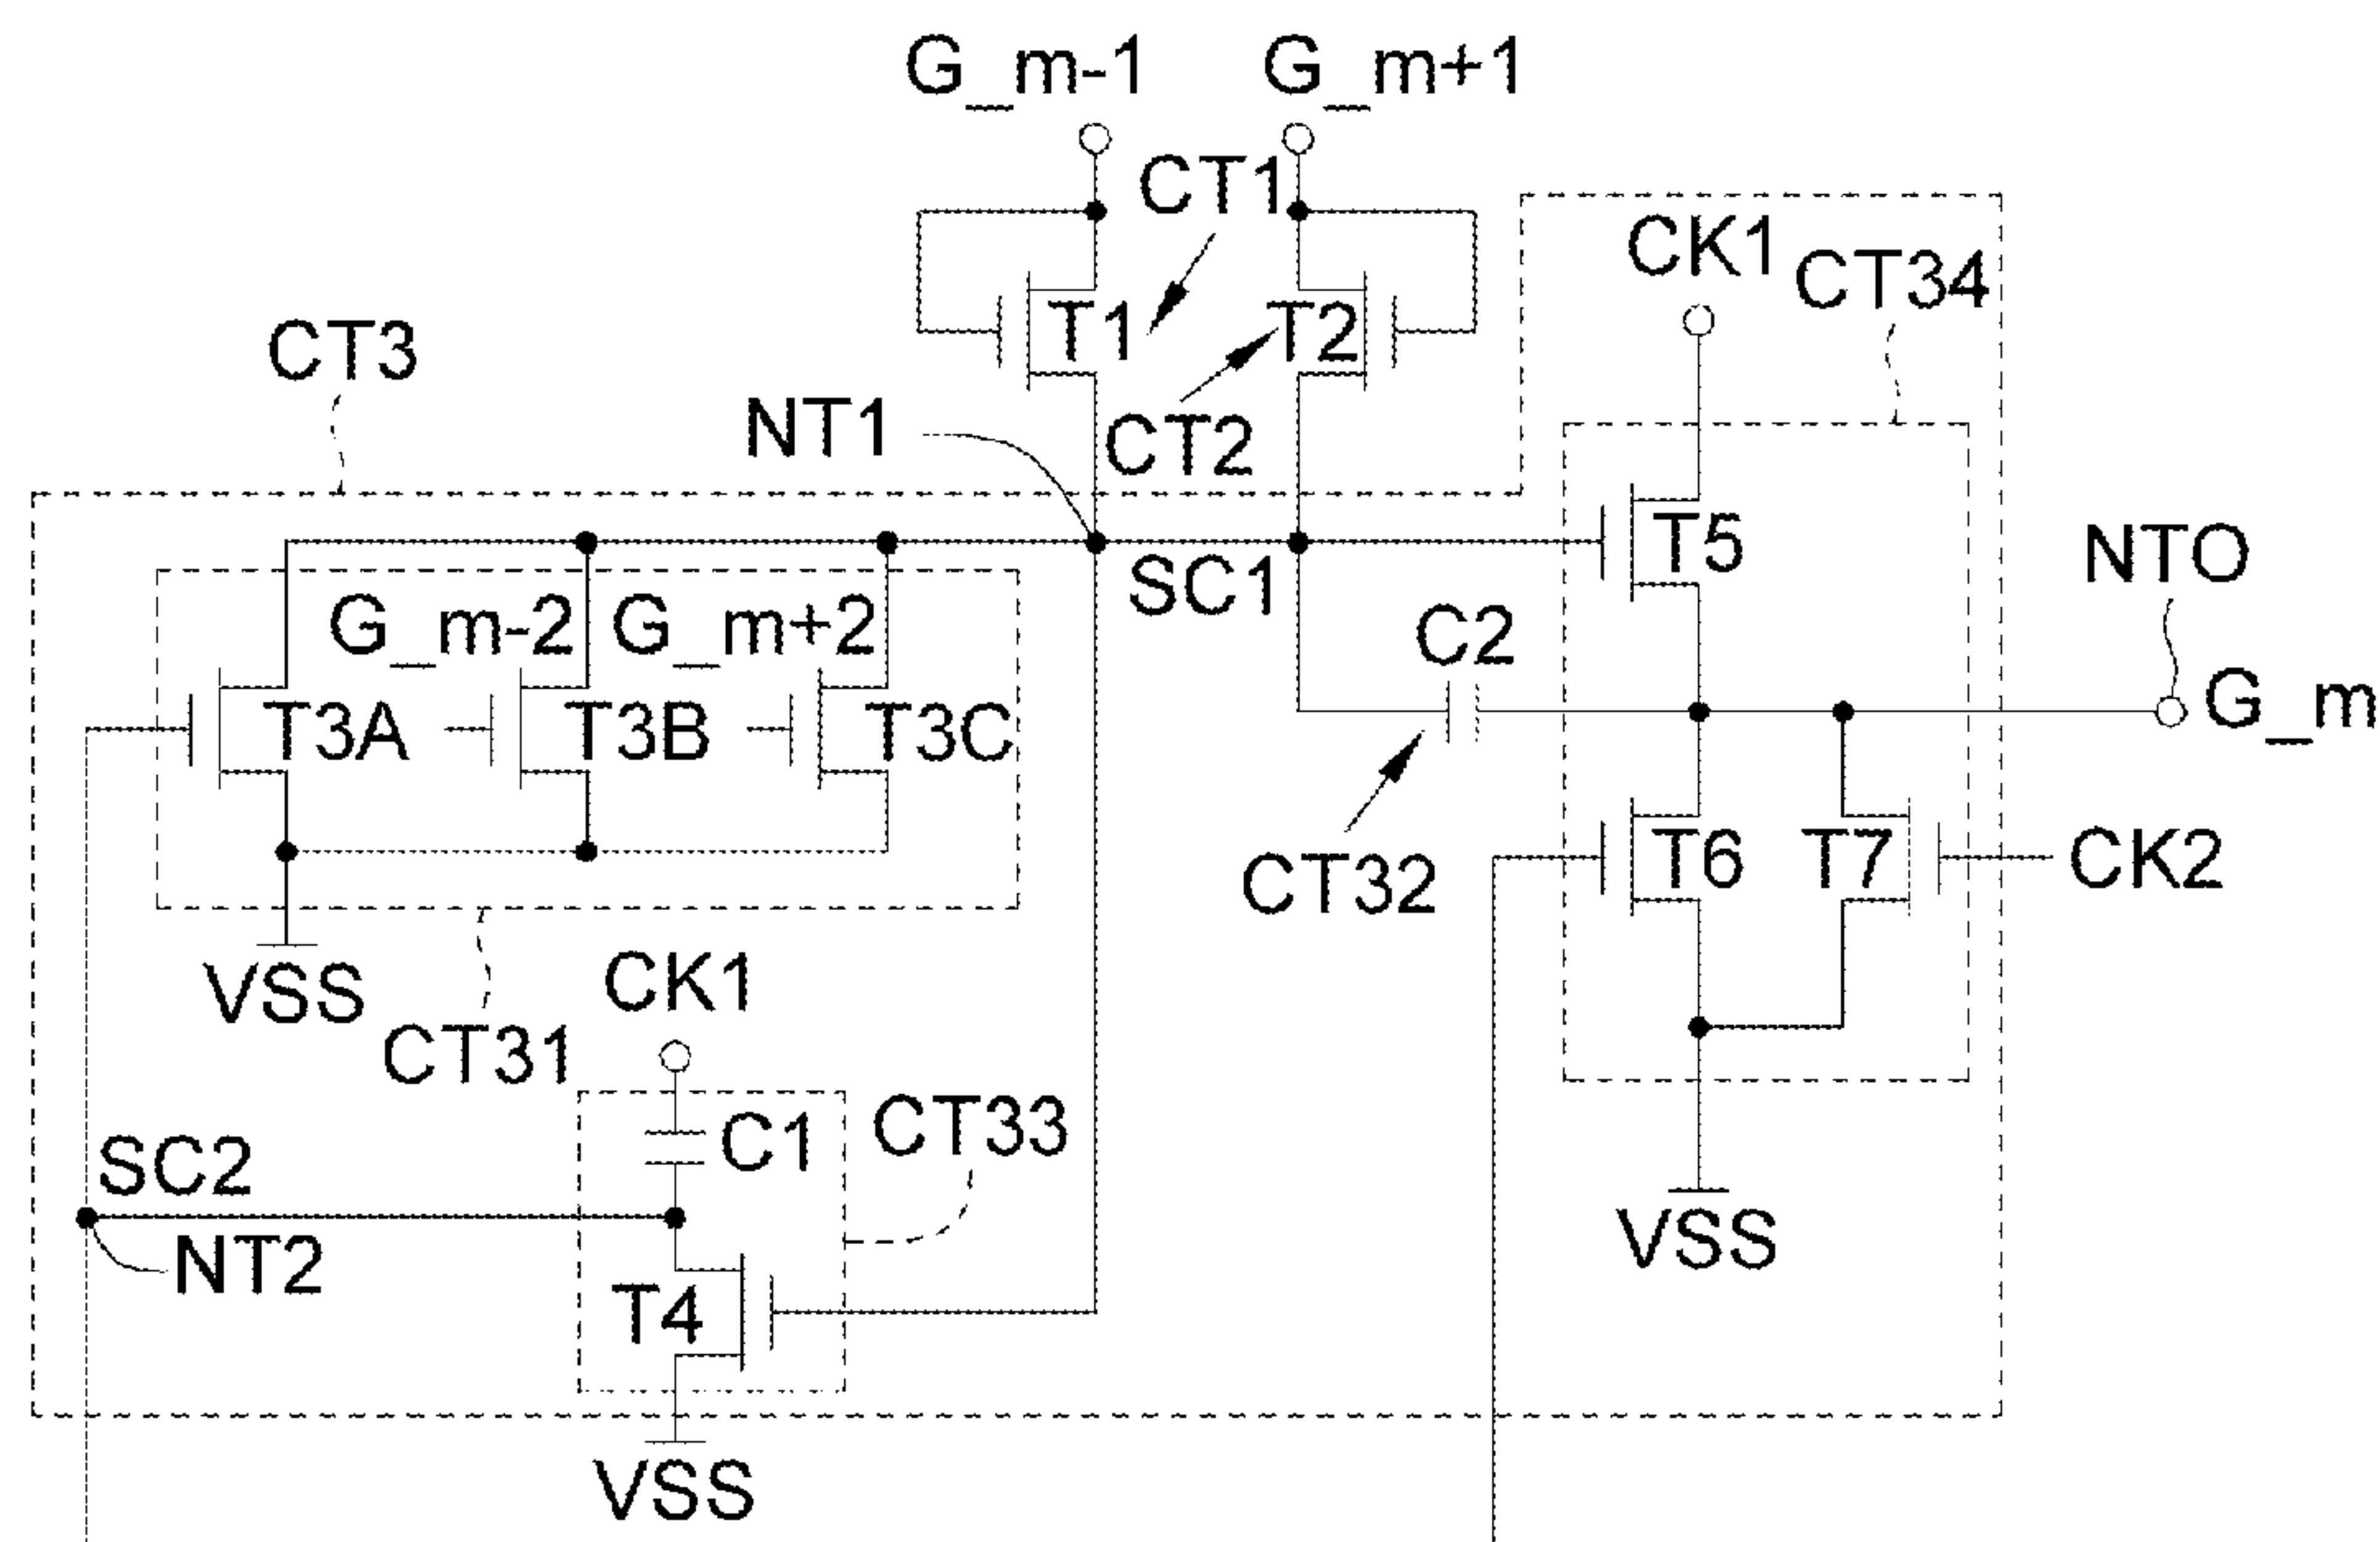 G_m-1 G_m+1
CT1
CK1
CT34
T1
T2
CT3
NT1
CT2
T5
NTO
SC1
G_m-2 G_m+2
C2
G_m
T3A
T3B
T3C
T6
T7
CK2
CT32
VSS
CK1
CT31
C1
CT33
SC2
NT2
VSS
T4
VSS